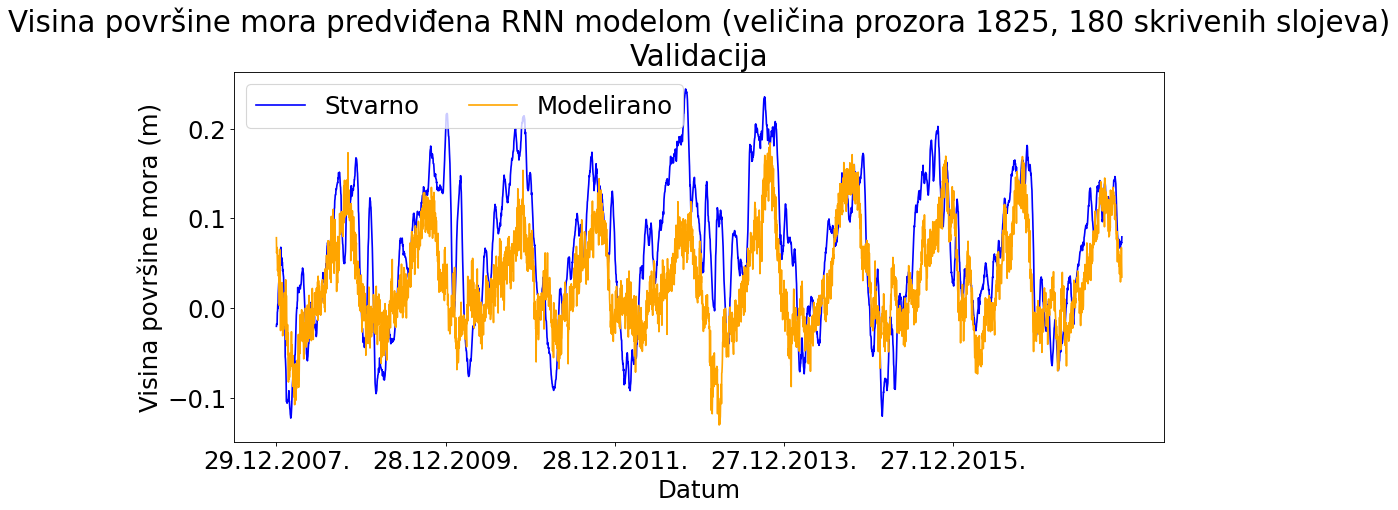 Visina površine mora predviđena RNN modelom (veličina prozora 1825, 180 skrivenih slojeva)
Validacija
Stvarno Modelirano
Visina površine mora (m)
0.2
0.1
0.0
−0.1
29.12.2007. 28.12.2009. 28.12.2011. 27.12.2013. 27.12.2015.
Datum